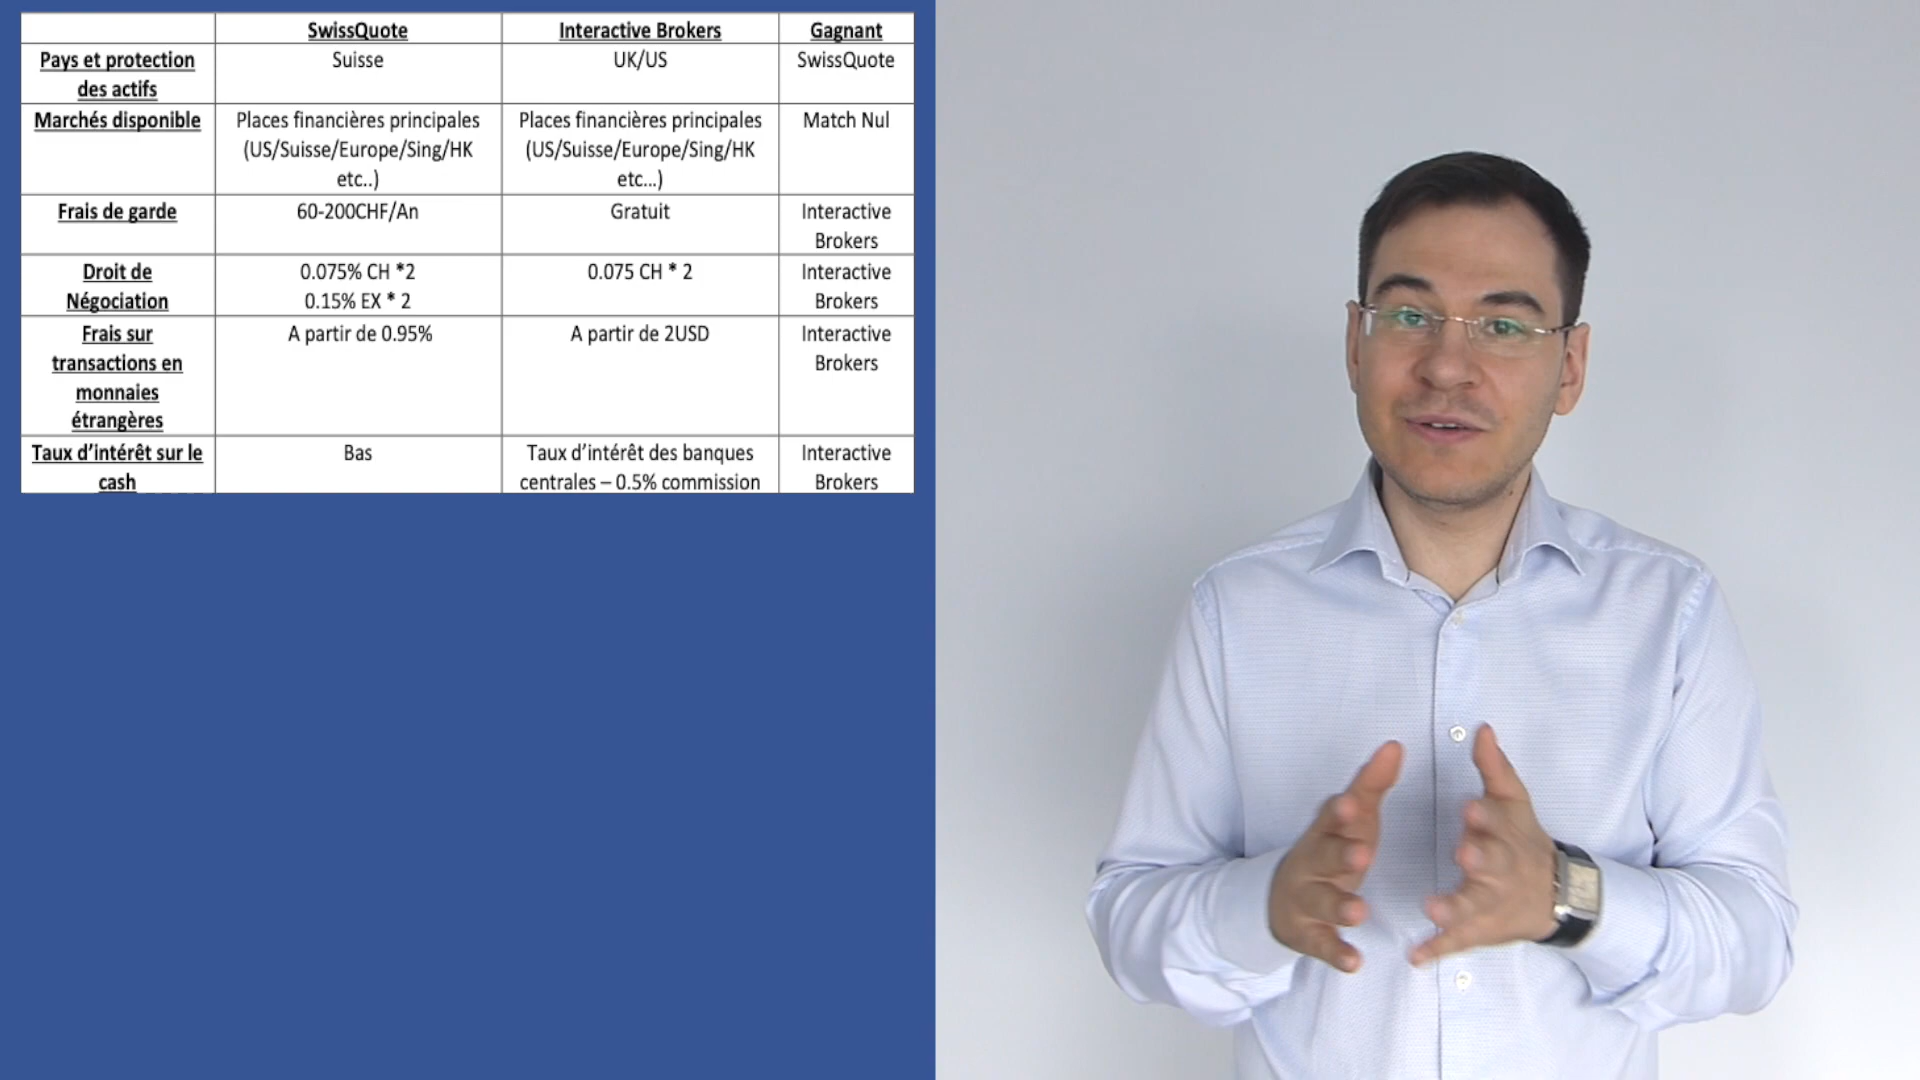 SwissQuote Interactive Brokers Gagnant
Pays et protection des actifs Suisse UK/US SwissQuote
Marchés disponible Places financières principales (US/Suisse/Europe/Sing/HK etc..) Places financières principales (US/Suisse/Europe/Sing/HK etc...) Match Nul
Frais de garde 60-200CHF/An Gratuit Interactive Brokers
Droit de Négociation 0.075% CH *2 0.15% EX * 2 0.075 CH * 2 Interactive Brokers
Frais sur transactions en monnaies étrangères A partir de 0.95% A partir de 2USD Interactive Brokers
Taux d’intérêt sur le cash Bas Taux d’intérêt des banques centrales – 0.5% commission Interactive Brokers